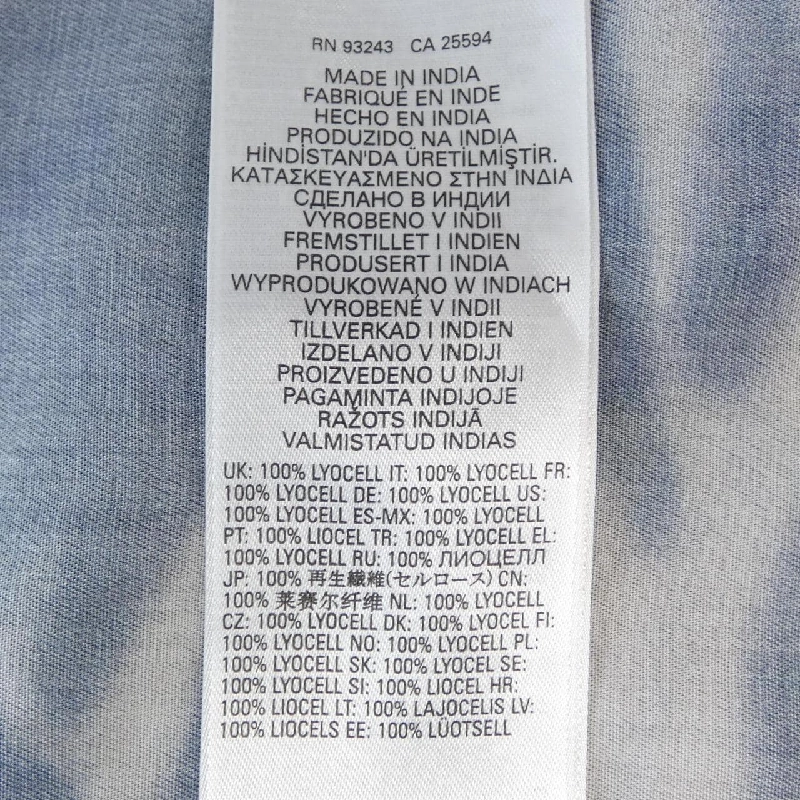 RN 93243 CA 25594
MADE IN INDIA
FABRIQUÉ EN INDE
HECHO EN INDIA
PRODUZIDO NA INDIA
HİNDİSTAN'DA ÜRETİLMİŞTİR.
ΚΑΤΑΣΚΕΥΑΣΜΕΝΟ ΣΤΗΝ ΙΝΔΙΑ
СДЕЛАНО В ИНДИИ
VYROBENO V INDII
FREMSTILLET I INDIEN
PRODUSERT I INDIA
WYPRODUKOWANO W INDIACH
VYROBENÉ V INDII
TILLVERKAD I INDIEN
IZDELANO V INDIJI
PROIZVEDENO U INDIJI
PAGAMINTA INDIJOJE
RAŽOTS INDIJĀ
VALMISTATUD INDIAS
UK: 100% LYOCELL IT: 100% LYOCELL FR:
100% LYOCELL DE: 100% LYOCELL US:
100% LYOCELL ES-MX: 100% LYOCELL
PT: 100% LIOCEL TR: 100% LYOCELL EL:
100% LYOCELL RU: 100% ЛИОЦЕЛЛ
JP: 100% 再生繊維(セルロース) CN:
100% 莱赛尔纤维 NL: 100% LYOCELL
CZ: 100% LYOCELL DK: 100% LYOCEL FI:
100% LYOCELL NO: 100% LYOCELL PL:
100% LYOCELL SK: 100% LYOCEL SE:
100% LYOCELL SI: 100% LIOCEL HR:
100% LIOCEL LT: 100% LAJOCELIS LV:
100% LIOCELS EE: 100% LÜOTSELL